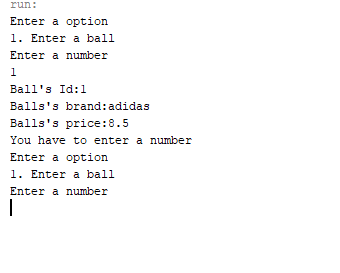 run:
Enter a option
1. Enter a ball
Enter a number
1
Ball's Id:1
Balls's brand:adidas
Balls's price:8.5
You have to enter a number
Enter a option
1. Enter a ball
Enter a number